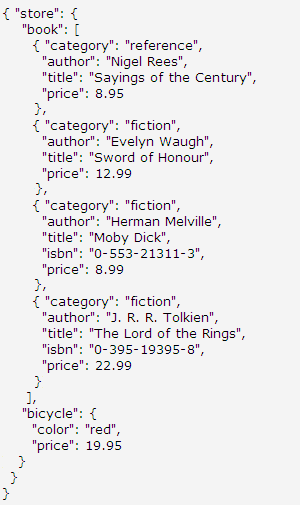 { "store": {
"book": [
{ "category": "reference",
"author": "Nigel Rees",
"title": "Sayings of the Century",
"price": 8.95
},
{ "category": "fiction",
"author": "Evelyn Waugh",
"title": "Sword of Honour",
"price": 12.99
},
{ "category": "fiction",
"author": "Herman Melville",
"title": "Moby Dick",
"isbn": "0-553-21311-3",
"price": 8.99
},
{ "category": "fiction",
"author": "J. R. R. Tolkien",
"title": "The Lord of the Rings",
"isbn": "0-395-19395-8",
"price": 22.99
}
],
"bicycle": {
"color": "red",
"price": 19.95
}
}
}